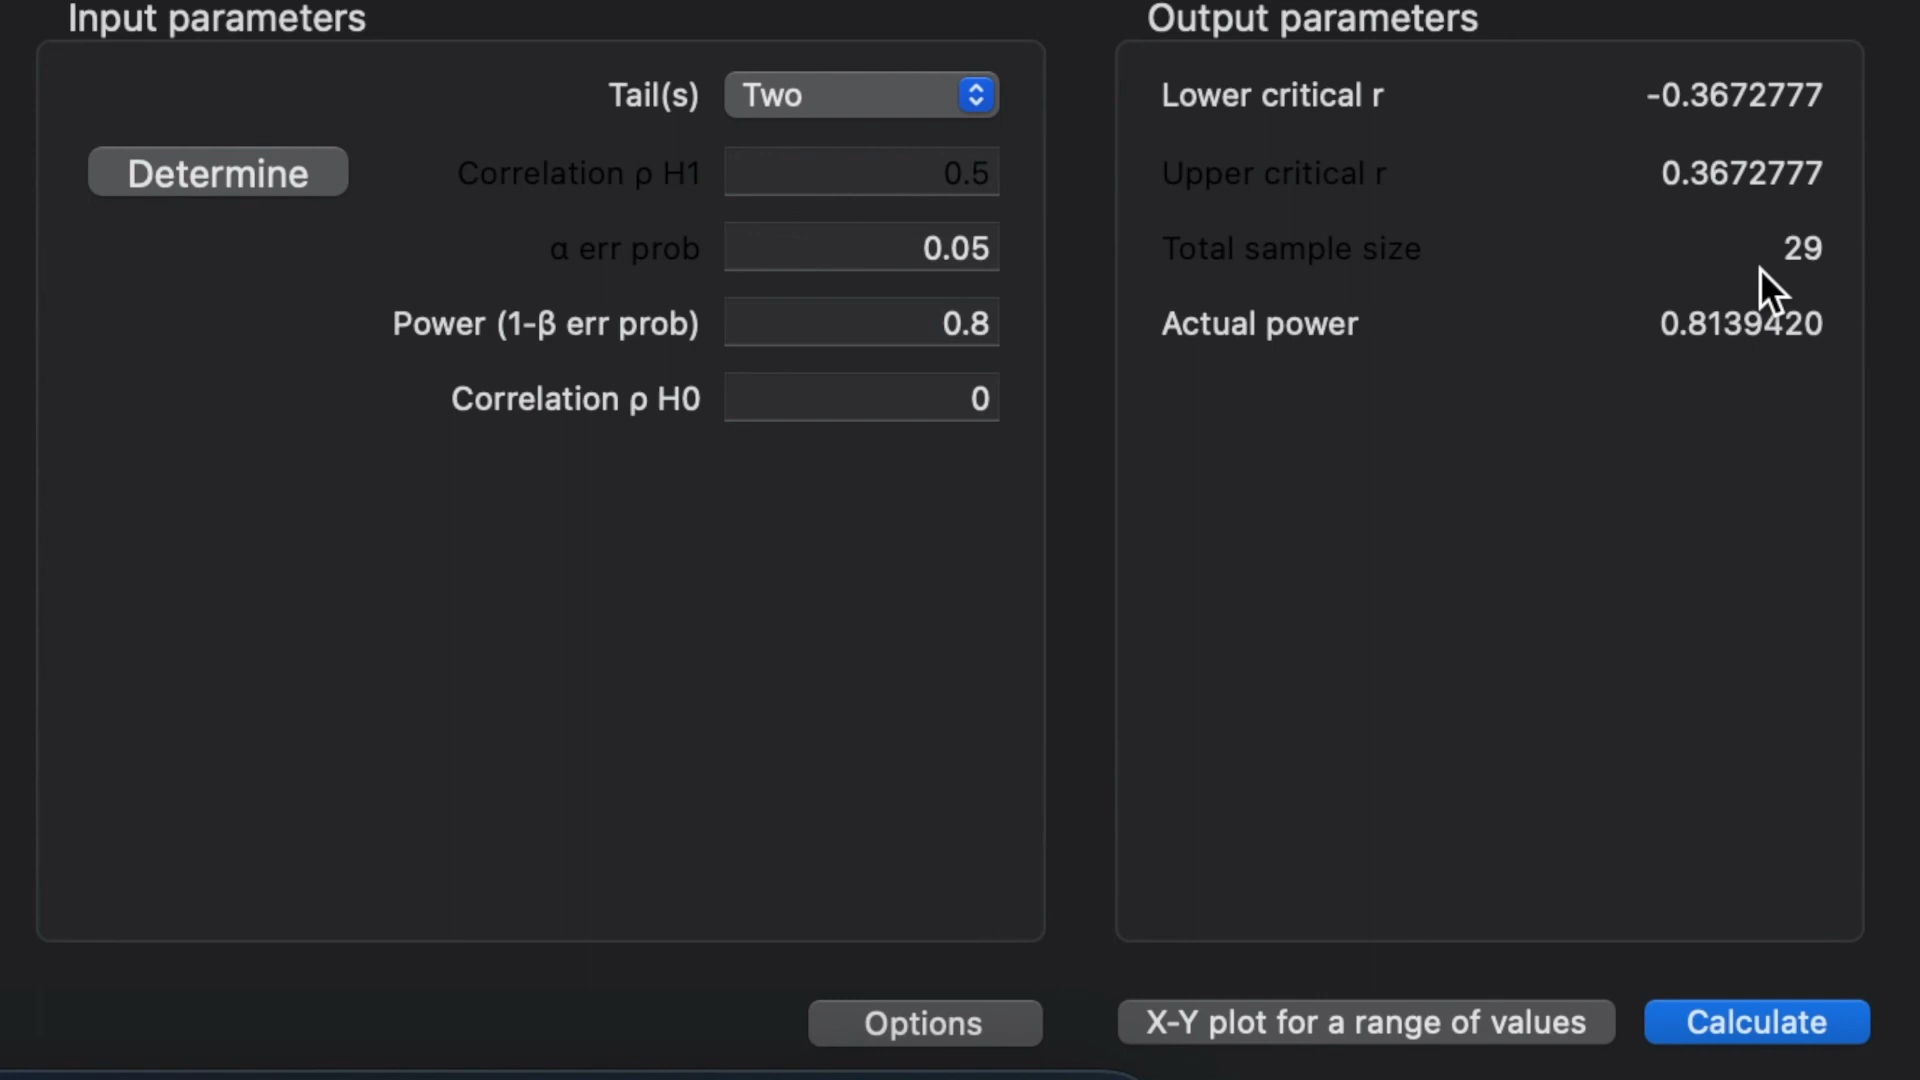 Input parameters
Tail(s) Two
Determine Correlation ρ H1 0.5
α err prob 0.05
Power (1-β err prob) 0.8
Correlation ρ H0 0
Options
Output parameters
Lower critical r -0.3672777
Upper critical r 0.3672777
Total sample size 29
Actual power 0.8139420
X-Y plot for a range of values Calculate